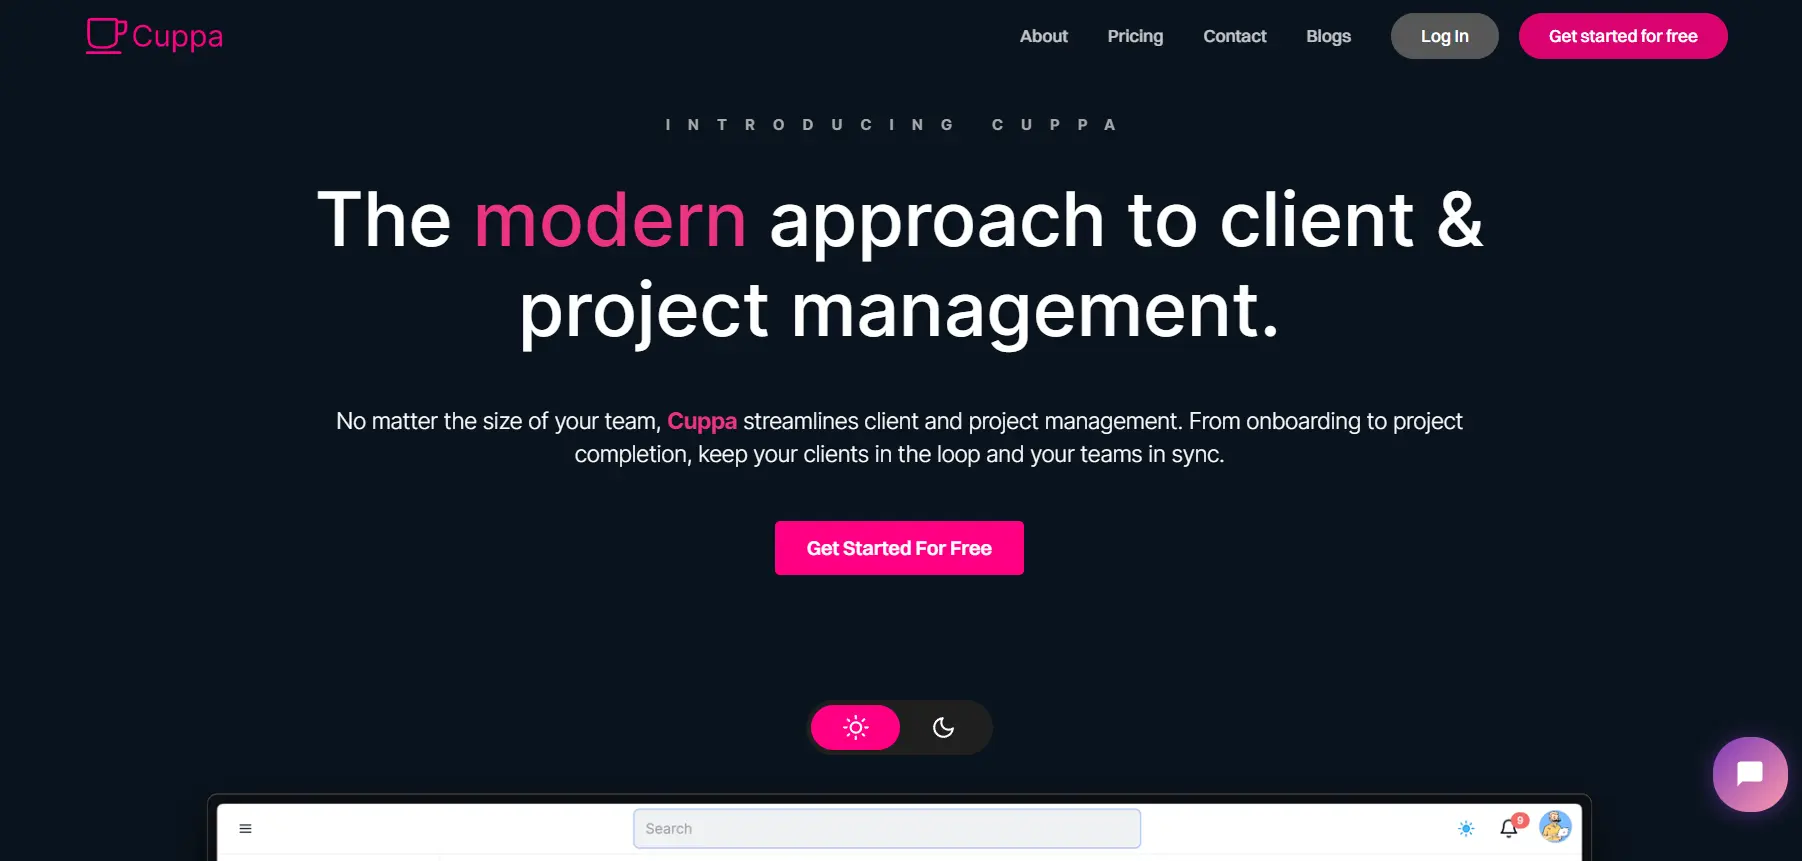 Cuppa
About Pricing Contact Blogs Log In Get started for free
INTRODUCING CUPPA
The modern approach to client &
project management.
No matter the size of your team, Cuppa streamlines client and project management. From onboarding to project
completion, keep your clients in the loop and your teams in sync.
Get Started For Free
Search
9